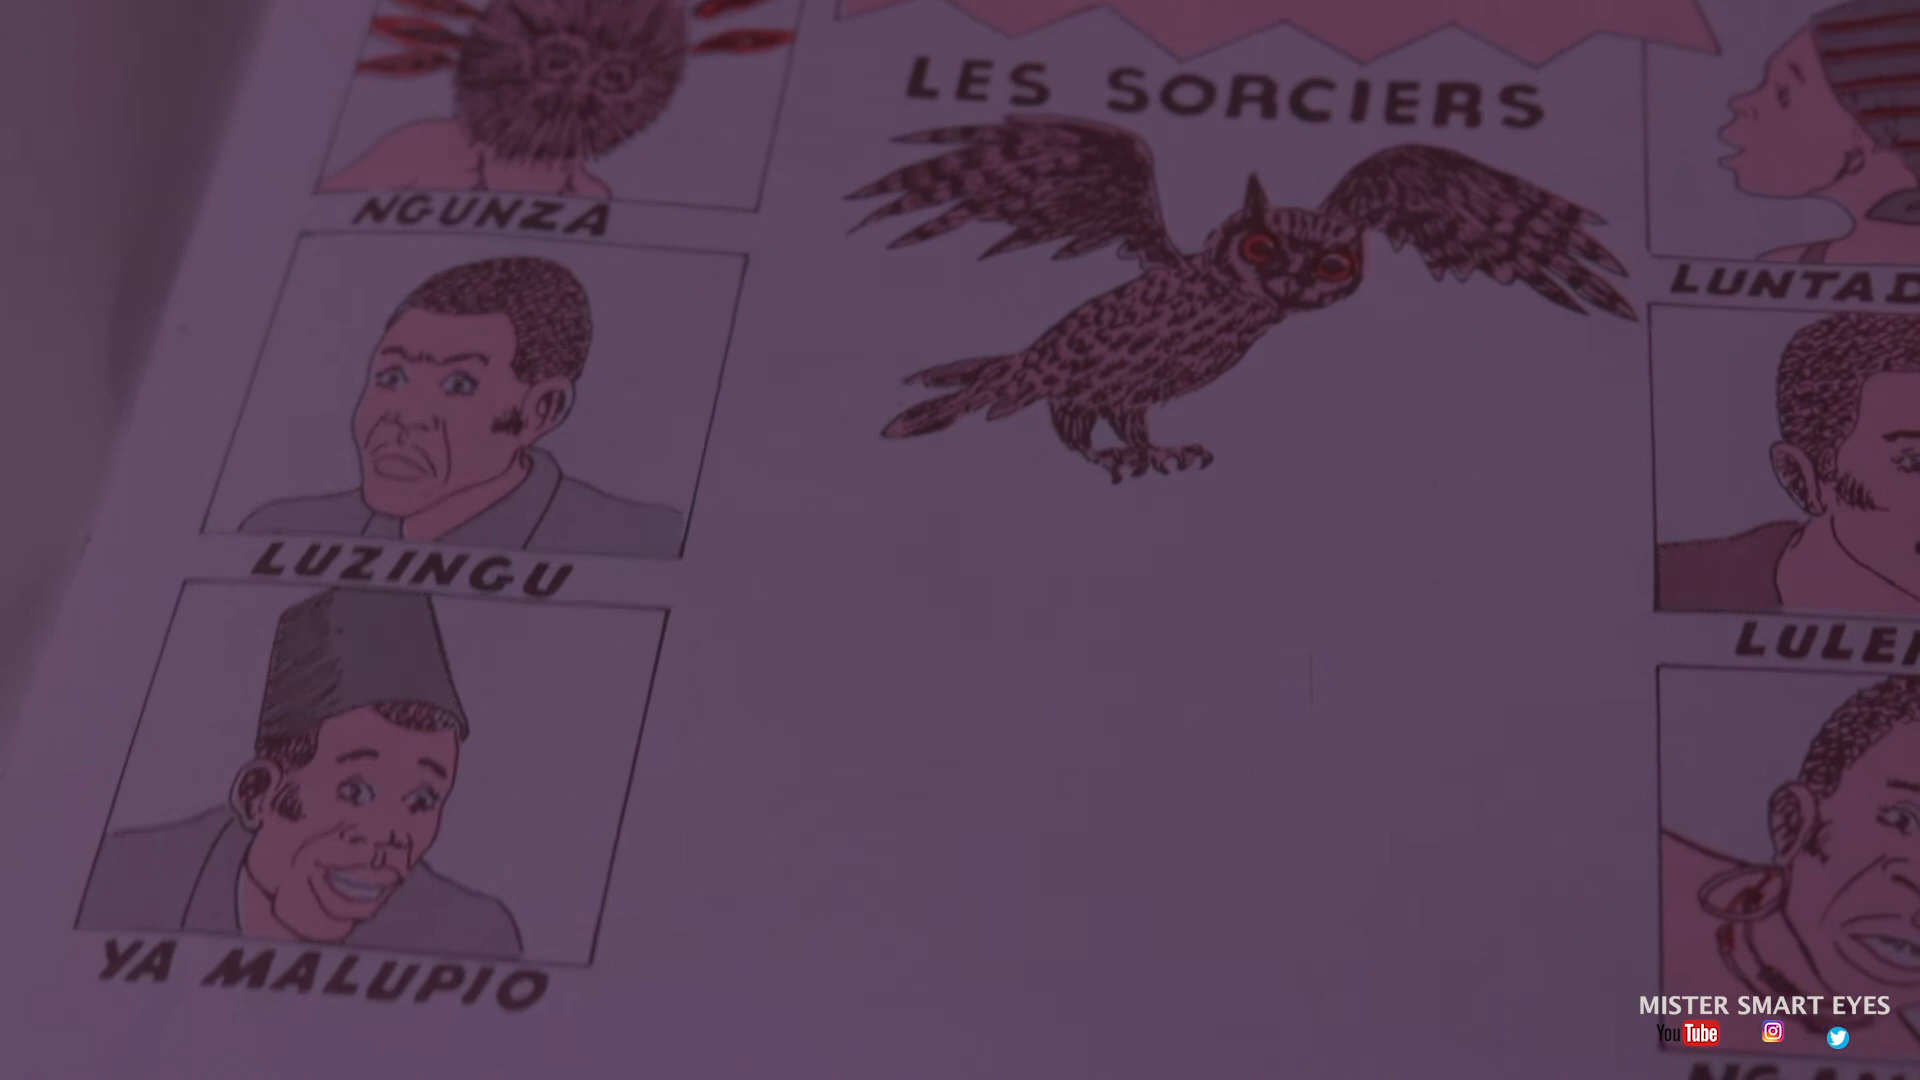 LES SORCIERS
NGUNZA
LUZINGU
YA MALUPIO
MISTER SMART EYES
YouTube